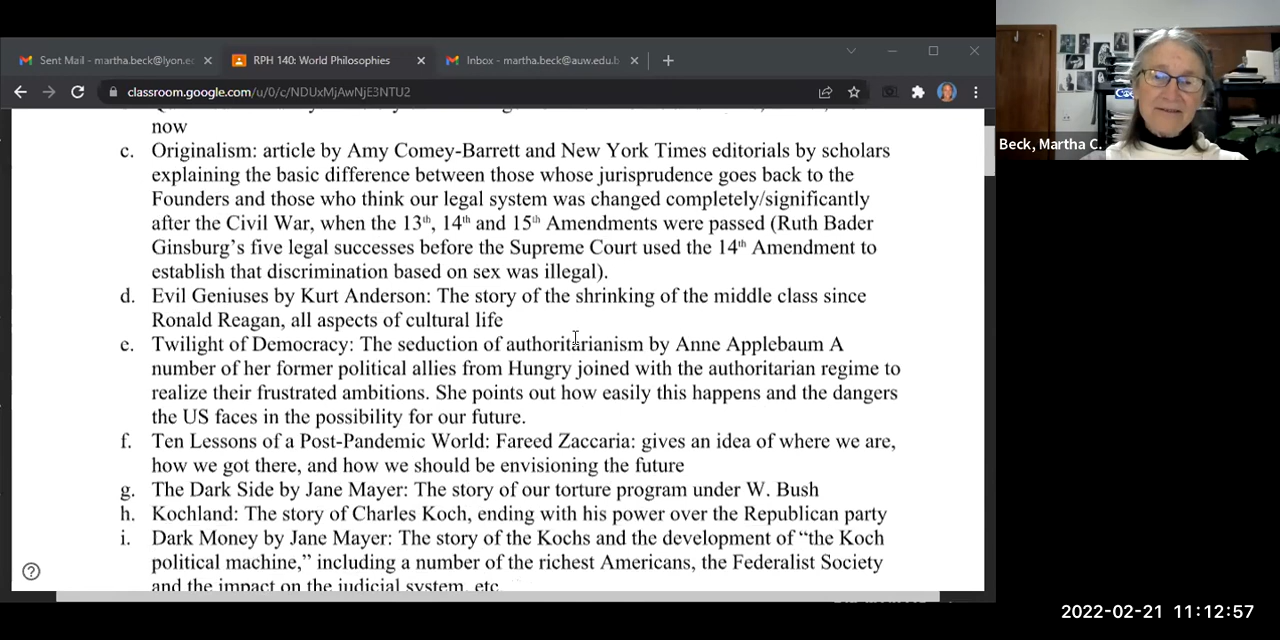 Sent Mail - martha.beck@lyon.e
RPH 140: World Philosophies
Inbox - martha.beck@auw.edu.b
classroom.google.com/u/0/c/NDUxMjAwNjE3NTU2
Beck, Martha C.
now
c. Originalism: article by Amy Comey-Barrett and New York Times editorials by scholars
explaining the basic difference between those whose jurisprudence goes back to the
Founders and those who think our legal system was changed completely/significantly
after the Civil War, when the 13th, 14th and 15th Amendments were passed (Ruth Bader
Ginsburg's five legal successes before the Supreme Court used the 14th Amendment to
establish that discrimination based on sex was illegal).
d. Evil Geniuses by Kurt Anderson: The story of the shrinking of the middle class since
Ronald Reagan, all aspects of cultural life
e. Twilight of Democracy: The seduction of authoritarianism by Anne Applebaum A
number of her former political allies from Hungry joined with the authoritarian regime to
realize their frustrated ambitions. She points out how easily this happens and the dangers
the US faces in the possibility for our future.
f. Ten Lessons of a Post-Pandemic World: Fareed Zaccaria: gives an idea of where we are,
how we got there, and how we should be envisioning the future
g. The Dark Side by Jane Mayer: The story of our torture program under W. Bush
h. Kochland: The story of Charles Koch, ending with his power over the Republican party
i. Dark Money by Jane Mayer: The story of the Kochs and the development of “the Koch
political machine,” including a number of the richest Americans, the Federalist Society
and the impact on the judicial system, etc
2022-02-21 11:12:57